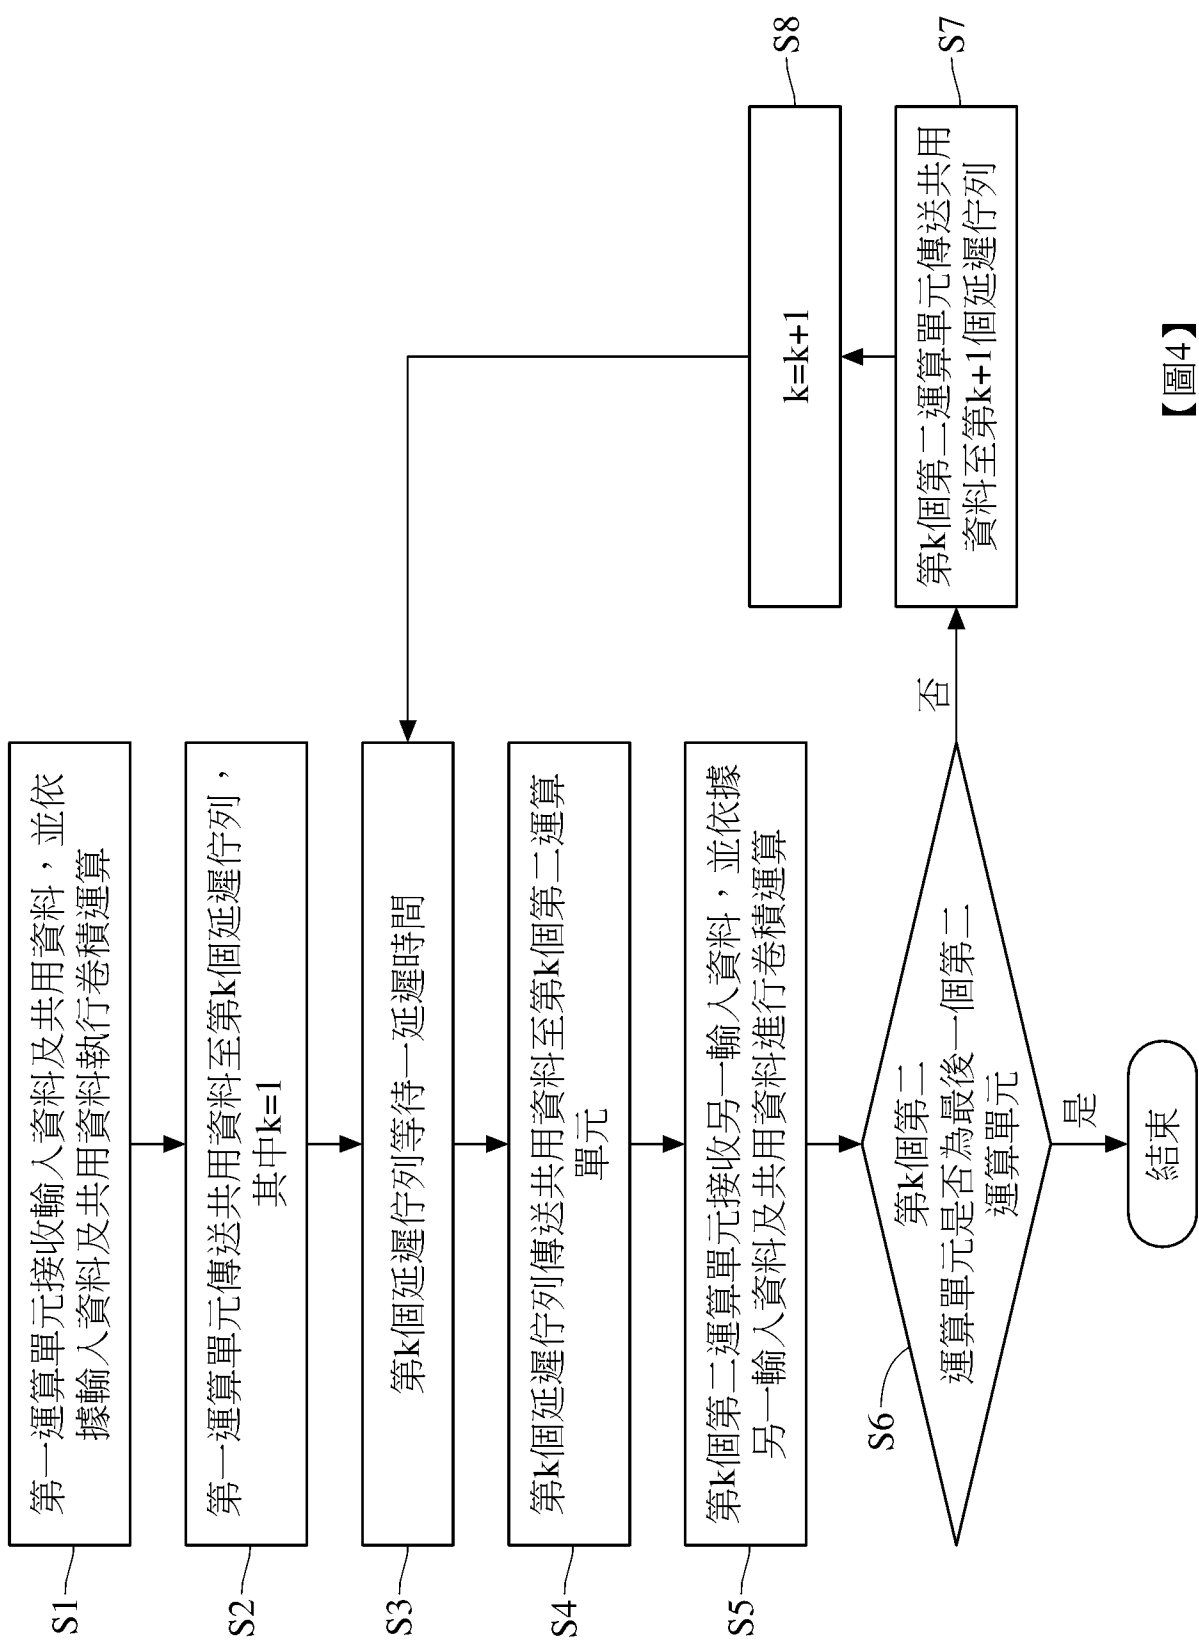 S1
第一運算單元接收輸入資料及共用資料，並依
據輸入資料及共用資料執行卷積運算
S2
第一運算單元傳送共用資料至第k個延遲佇列，
其中k=1
S3
第k個延遲佇列等待一延遲時間
S4
第k個延遲佇列傳送共用資料至第k個第二運算
單元
S5
第k個第二運算單元接收另一輸入資料，並依據
另一輸入資料及共用資料進行卷積運算
S6
第k個第二
運算單元是否為最後一個第二
運算單元
否
是
結束
S7
第k個第二運算單元傳送共用
資料至第k+1個延遲佇列
S8
k=k+1
【圖4】